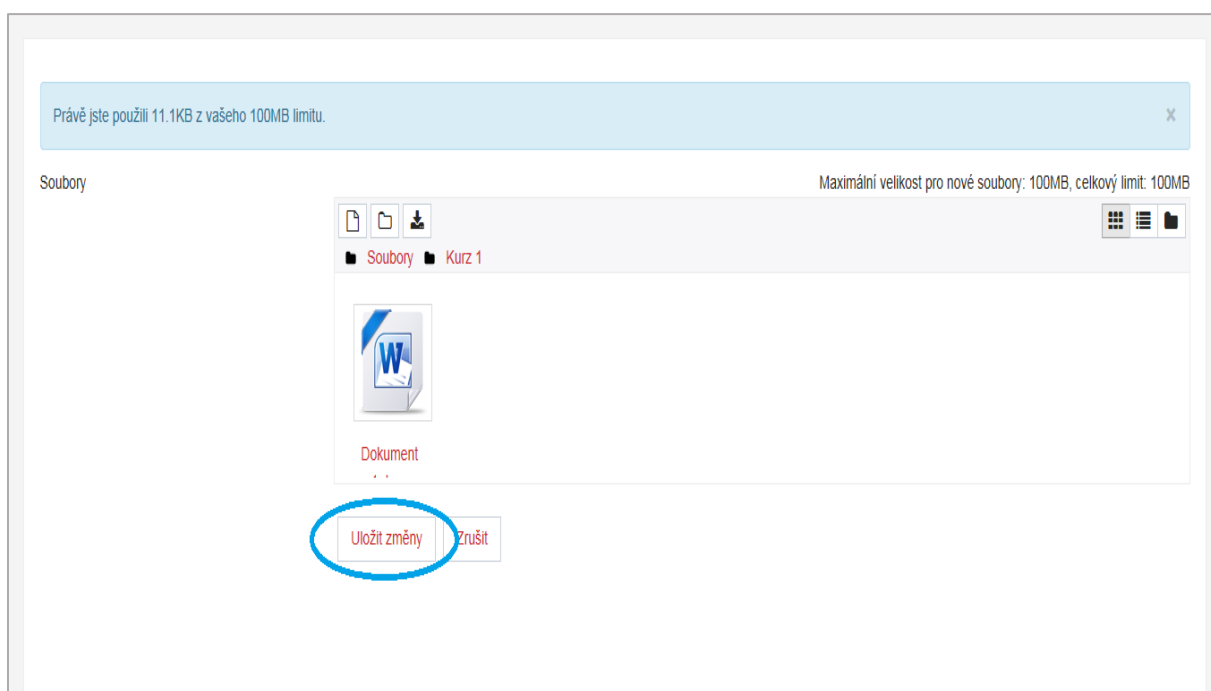 Právě jste použili 11.1KB z vašeho 100MB limitu.
x
Soubory
Maximální velikost pro nové soubory: 100MB, celkový limit: 100MB
Soubory Kurz 1
W
Dokument
Uložit změny Zrušit